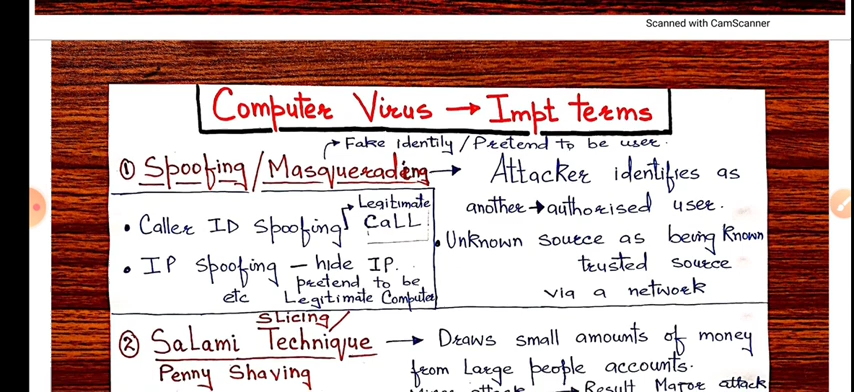 Scanned with CamScanner
Computer Virus → Impt terms
→ Fake Identity / Pretend to be user.
① Spoofing / Masquerading → Attacker identifies as
another → authorised user.
→ Legitimate
• Caller ID spoofing CALL
• Unknown source as being known
trusted source
via a network
• IP spoofing – hide IP.
pretend to be
etc Legitimate Computer
SLicing /
② SaLami Technique → Draws small amounts of money
Penny Shaving from Large people accounts.
→ Result Major attack